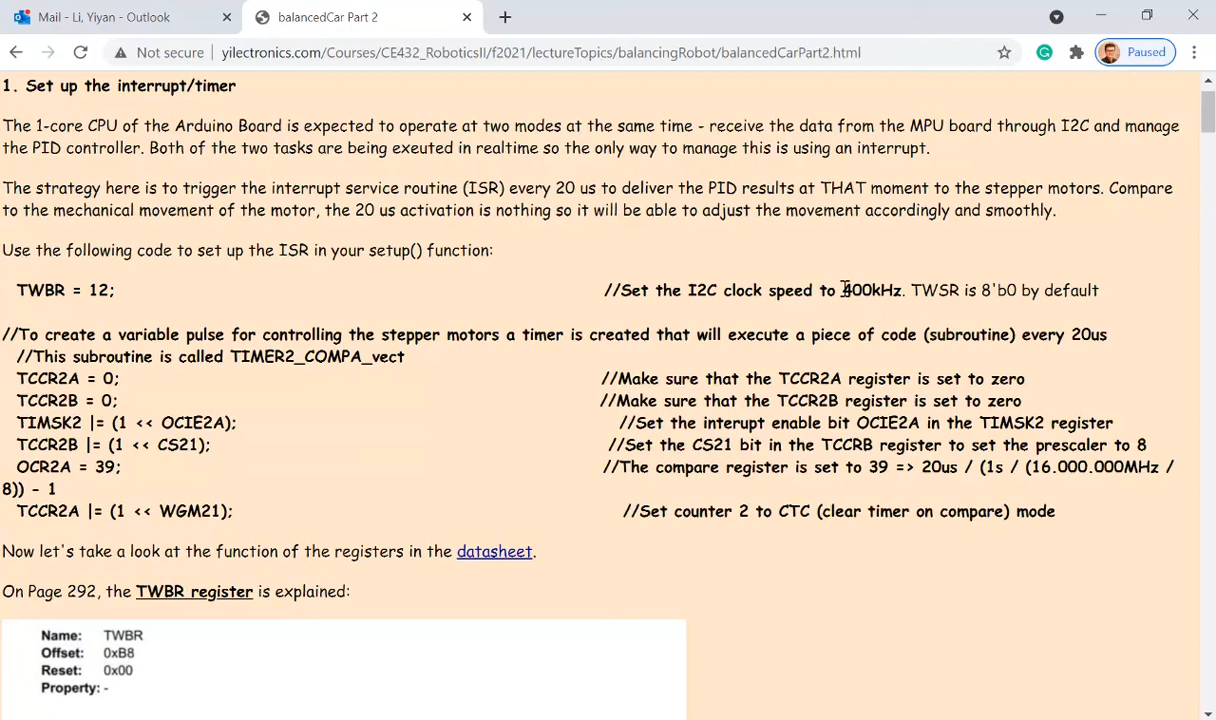 Mail - Li, Yiyan - Outlook
balancedCar Part 2
Not secure
yilectronics.com/Courses/CE432_RoboticsII/f2021/lectureTopics/balancingRobot/balancedCarPart2.html
Paused
1. Set up the interrupt/timer
The 1-core CPU of the Arduino Board is expected to operate at two modes at the same time - receive the data from the MPU board through I2C and manage
the PID controller. Both of the two tasks are being exeuted in realtime so the only way to manage this is using an interrupt.
The strategy here is to trigger the interrupt service routine (ISR) every 20 us to deliver the PID results at THAT moment to the stepper motors. Compare
to the mechanical movement of the motor, the 20 us activation is nothing so it will be able to adjust the movement accordingly and smoothly.
Use the following code to set up the ISR in your setup() function:
TWBR = 12; //Set the I2C clock speed to 400kHz. TWSR is 8'b0 by default
//To create a variable pulse for controlling the stepper motors a timer is created that will execute a piece of code (subroutine) every 20us
//This subroutine is called TIMER2_COMPA_vect
TCCR2A = 0; //Make sure that the TCCR2A register is set to zero
TCCR2B = 0; //Make sure that the TCCR2B register is set to zero
TIMSK2 |= (1 << OCIE2A); //Set the interupt enable bit OCIE2A in the TIMSK2 register
TCCR2B |= (1 << CS21); //Set the CS21 bit in the TCCRB register to set the prescaler to 8
OCR2A = 39; //The compare register is set to 39 => 20us / (1s / (16.000.000MHz /
8)) - 1
TCCR2A |= (1 << WGM21); //Set counter 2 to CTC (clear timer on compare) mode
Now let's take a look at the function of the registers in the datasheet.
On Page 292, the TWBR register is explained:
Name: TWBR
Offset: 0xB8
Reset: 0x00
Property: -